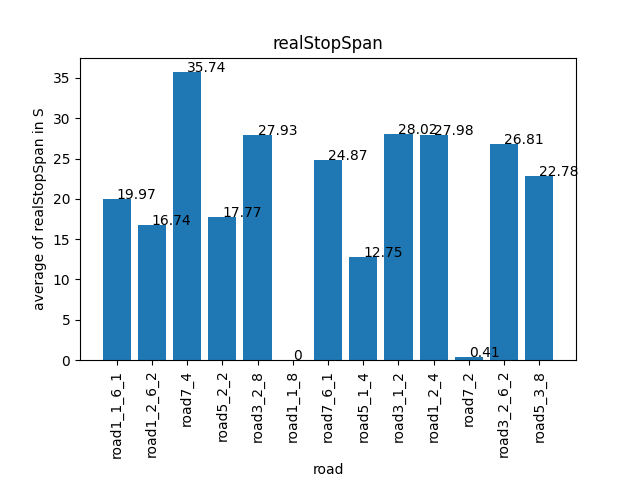 realStopSpan
average of realStopSpan in S
35
30
25
20
15
10
5
0
19.97
16.74
35.74
17.77
27.93
0
24.87
12.75
28.02
27.98
0.41
26.81
22.78
road1_1_6_1
road1_2_6_2
road7_4
road5_2_2
road3_2_8
road1_1_8
road7_6_1
road5_1_4
road3_1_2
road1_2_4
road7_2
road3_2_6_2
road5_3_8
road